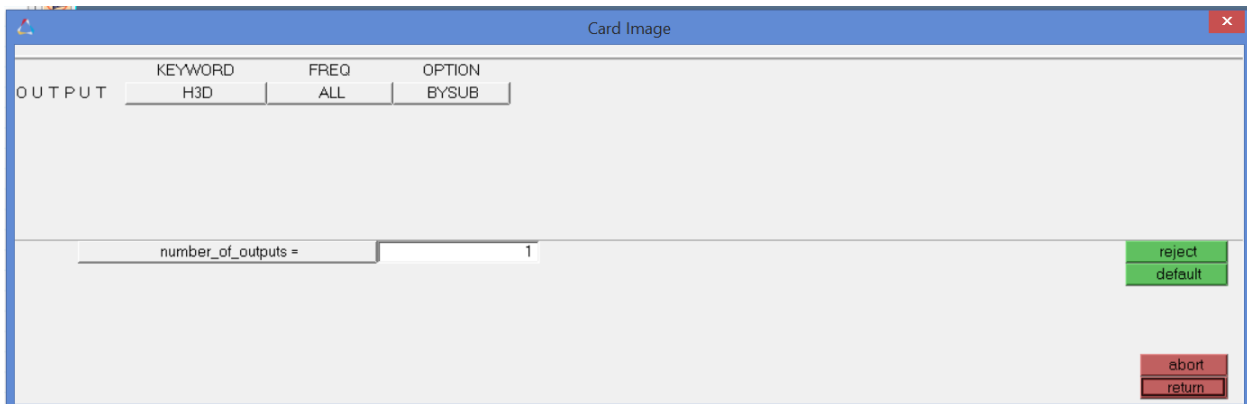 Card Image
KEYWORD FREQ OPTION
OUTPUT H3D ALL BYSUB
number_of_outputs = 1
reject
default
abort
return